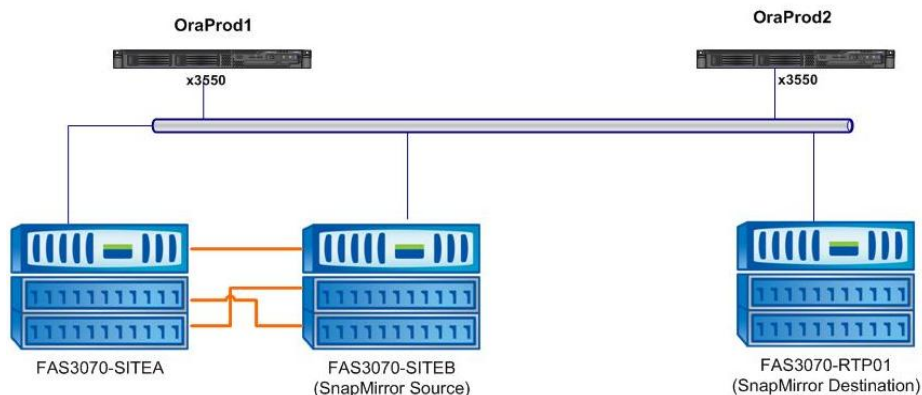 OraProd1
OraProd2
x3550
x3550
FAS3070-SITEA
FAS3070-SITEB
(SnapMirror Source)
FAS3070-RTP01
(SnapMirror Destination)